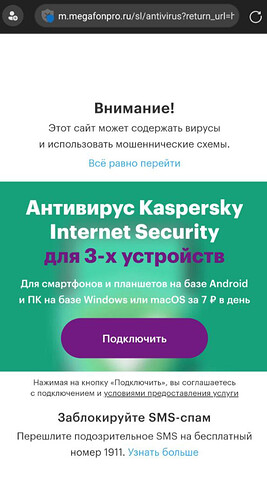 m.megafonpro.ru/sl/antivirus?return_url=h
Внимание!
Этот сайт может содержать вирусы
и использовать мошеннические схемы.
Всё равно перейти
Антивирус Kaspersky
Internet Security
для 3-х устройств
Для смартфонов и планшетов на базе Android
и ПК на базе Windows или macOS за 7 ₽ в день
Подключить
Нажимая на кнопку «Подключить», вы соглашаетесь
с подключением и условиями предоставления услуги
Заблокируйте SMS-спам
Перешлите подозрительное SMS на бесплатный
номер 1911. Узнать больше